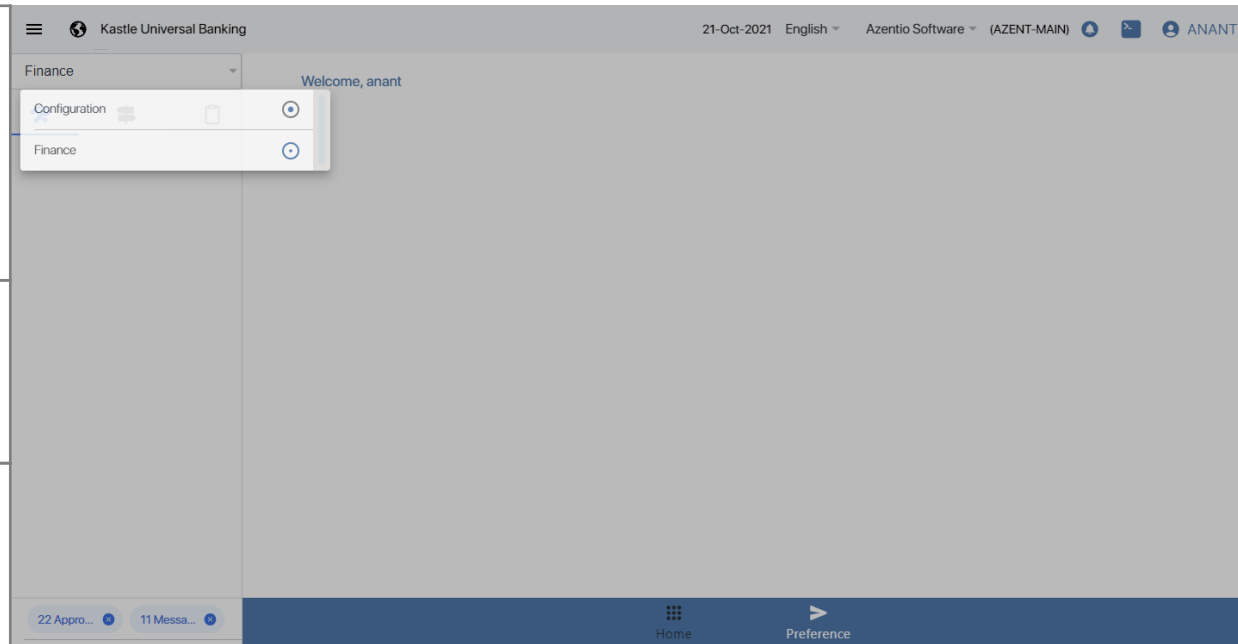 Kastle Universal Banking 21-Oct-2021 English Azentio Software (AZENT-MAIN) ANANT
Finance
Welcome, anant
Configuration
Finance
22 Appro... 11 Messa...
Home Preference